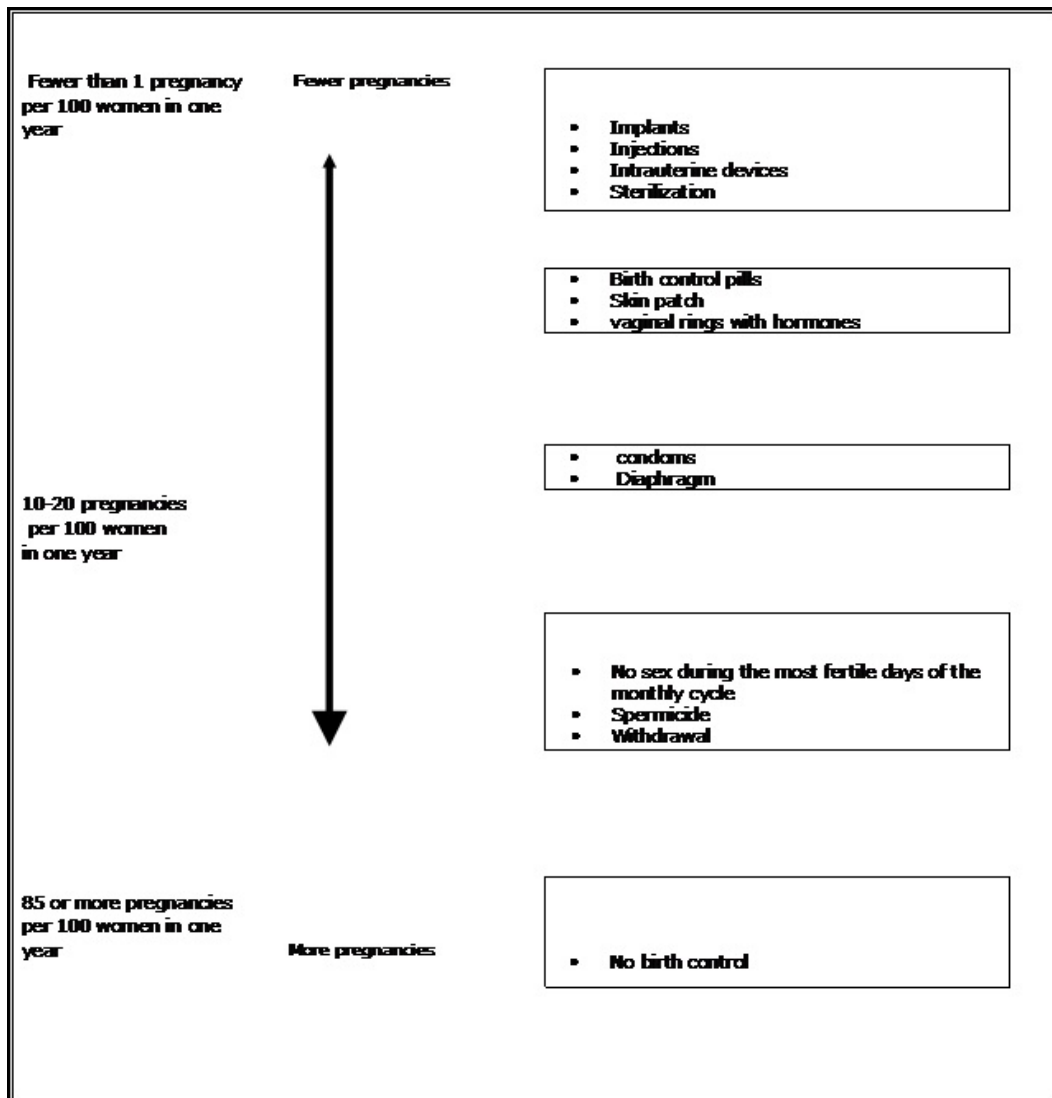 Fewer than 1 pregnancy
per 100 women in one
year
Fewer pregnancies
• Implants
• Injections
• Intrauterine devices
• Sterilization
• Birth control pills
• Skin patch
• vaginal rings with hormones
• condoms
• Diaphragm
10-20 pregnancies
per 100 women
in one year
• No sex during the most fertile days of the
monthly cycle
• Spermicide
• Withdrawal
85 or more pregnancies
per 100 women in one
year
More pregnancies
• No birth control